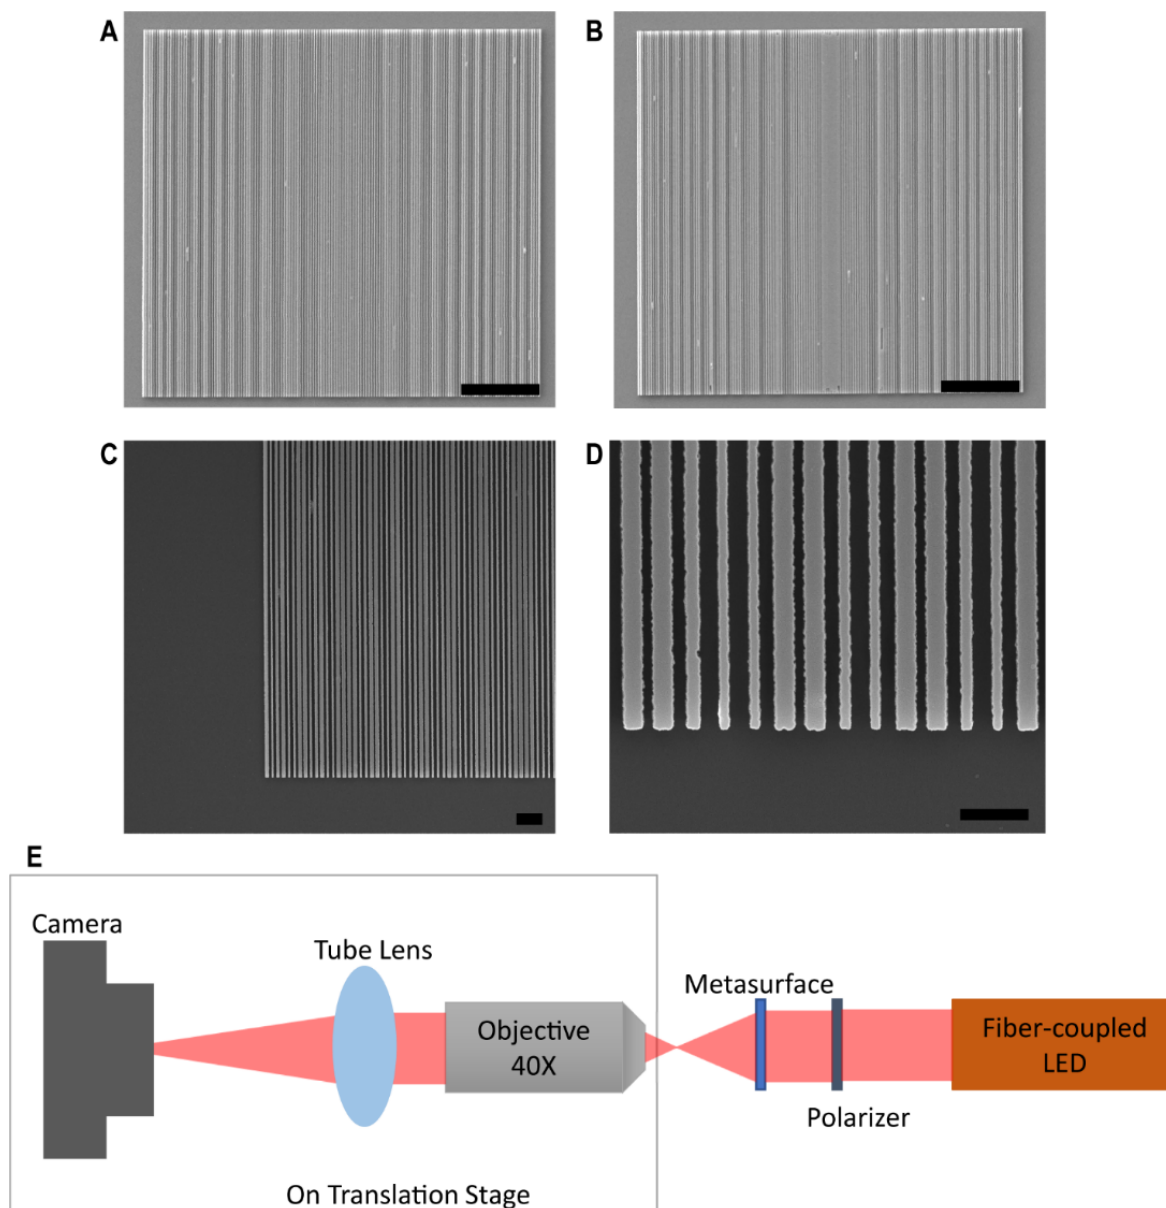 A
B
C
D
E
Camera
Tube Lens
Metasurface
Objective
40X
Fiber-coupled
LED
Polarizer
On Translation Stage